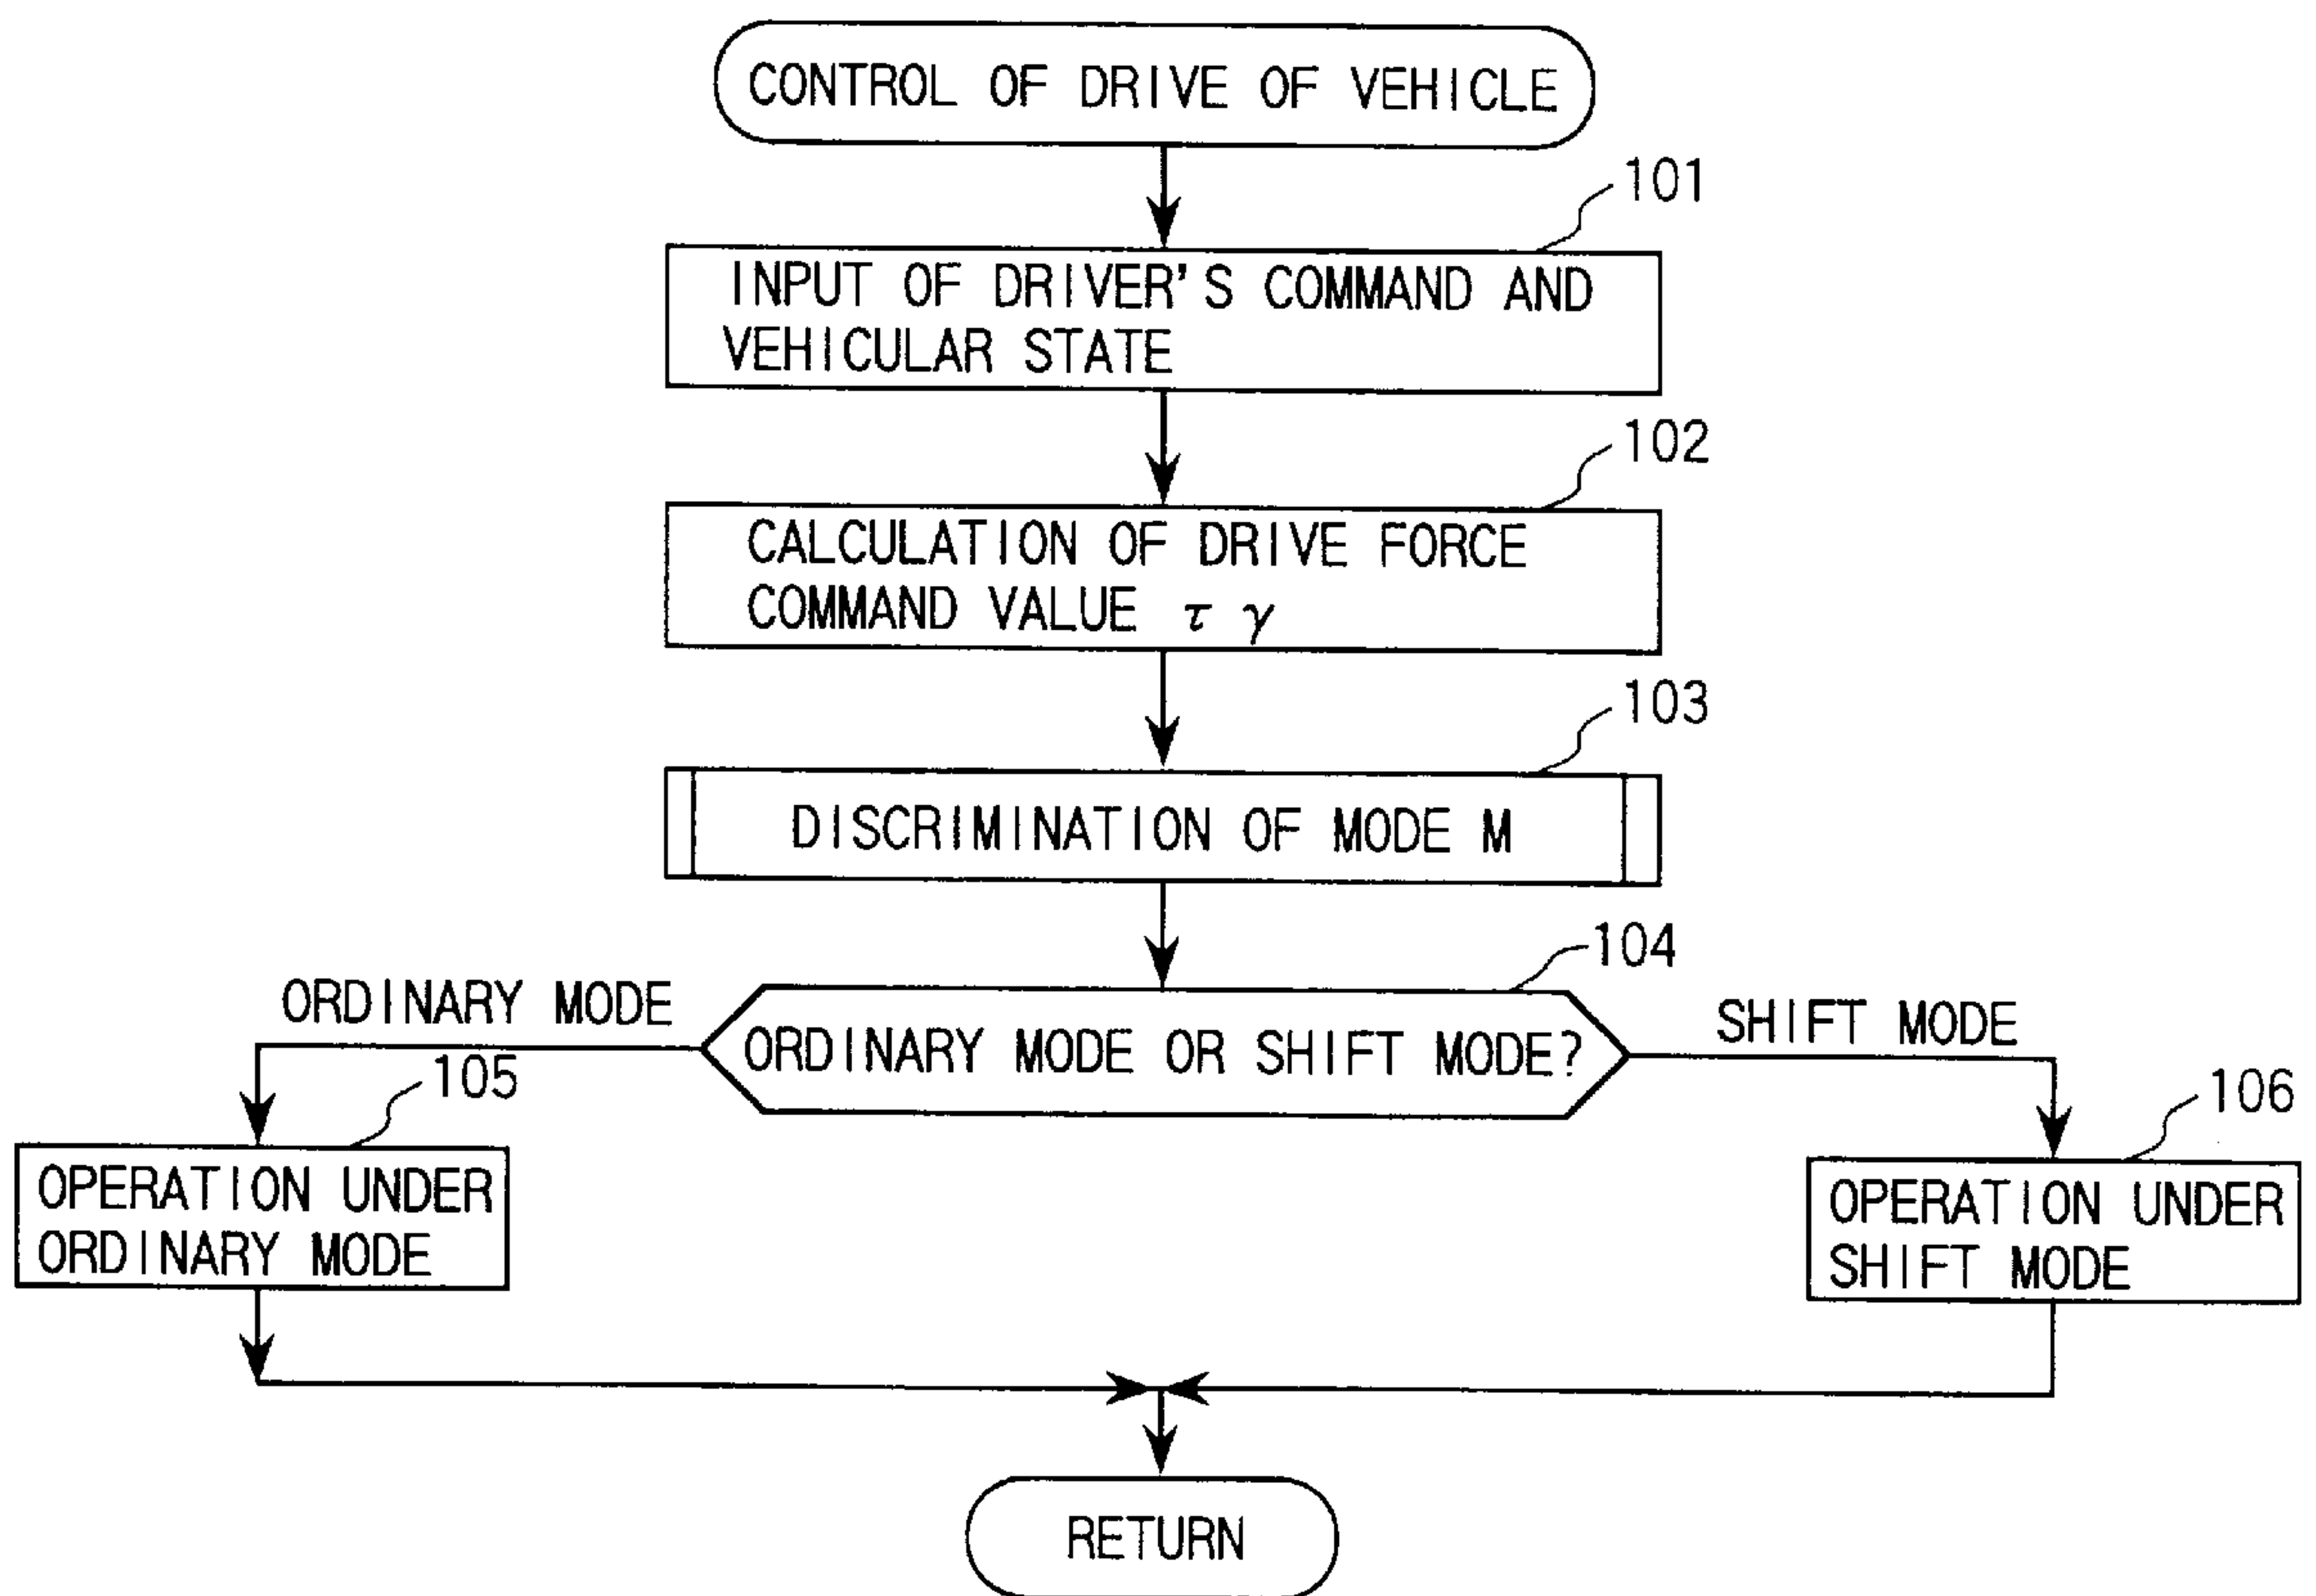 CONTROL OF DRIVE OF VEHICLE
101
INPUT OF DRIVER'S COMMAND AND
VEHICULAR STATE
102
CALCULATION OF DRIVE FORCE
COMMAND VALUE τ γ
103
DISCRIMINATION OF MODE M
104
ORDINARY MODE
ORDINARY MODE OR SHIFT MODE?
SHIFT MODE
105
OPERATION UNDER
ORDINARY MODE
106
OPERATION UNDER
SHIFT MODE
RETURN